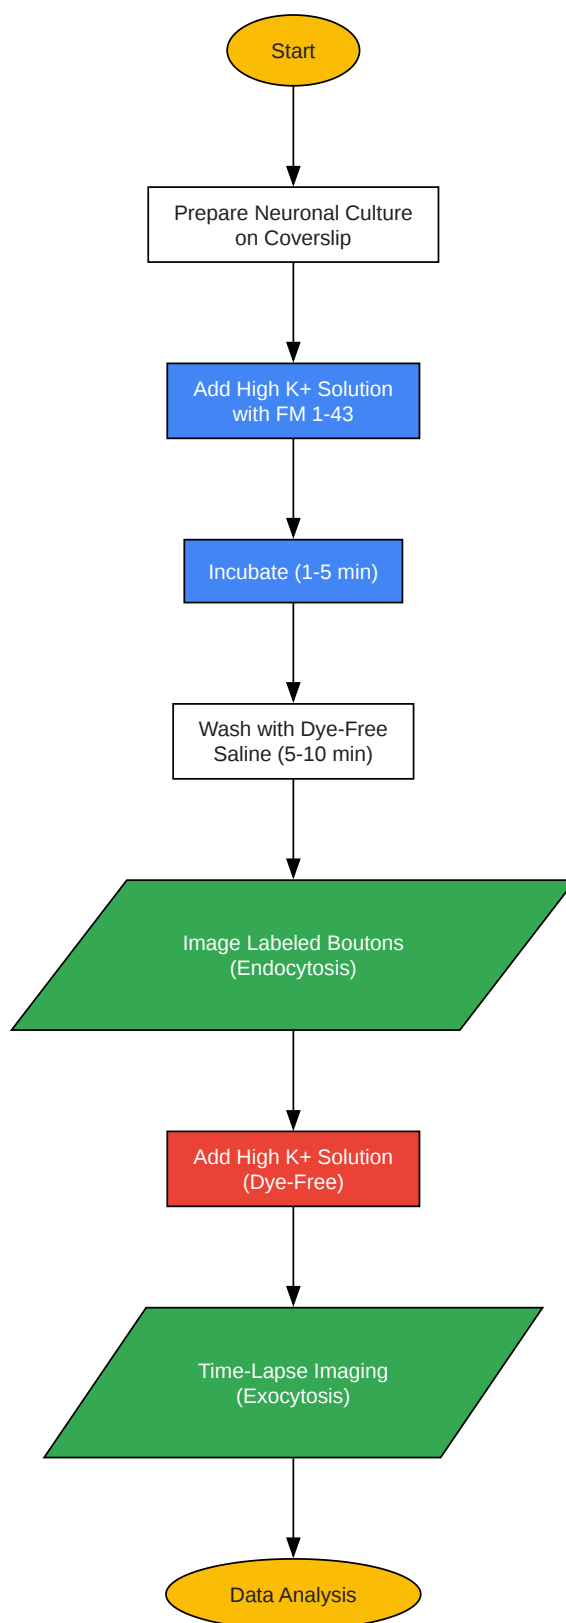 Start
Prepare Neuronal Culture
on Coverslip
Add High K+ Solution
with FM 1-43
Incubate (1-5 min)
Wash with Dye-Free
Saline (5-10 min)
Image Labeled Boutons
(Endocytosis)
Add High K+ Solution
(Dye-Free)
Time-Lapse Imaging
(Exocytosis)
Data Analysis